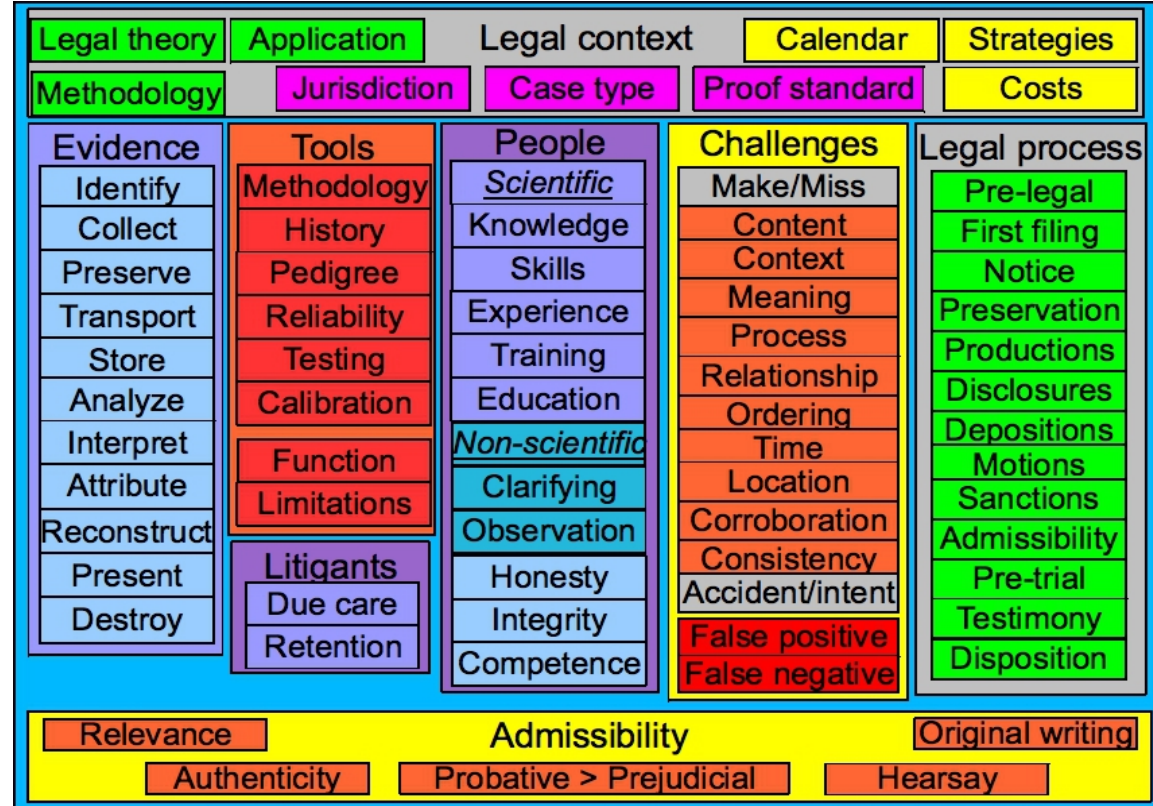 Legal theory Application Legal context Calendar Strategies
Methodology Jurisdiction Case type Proof standard Costs
Evidence
Identify
Collect
Preserve
Transport
Store
Analyze
Interpret
Attribute
Reconstruct
Present
Destroy
Tools
Methodology
History
Pedigree
Reliability
Testing
Calibration
Function
Limitations
Litigants
Due care
Retention
People
Scientific
Knowledge
Skills
Experience
Training
Education
Non-scientific
Clarifying
Observation
Honesty
Integrity
Competence
Challenges
Make/Miss
Content
Context
Meaning
Process
Relationship
Ordering
Time
Location
Corroboration
Consistency
Accident/intent
False positive
False negative
Legal process
Pre-legal
First filing
Notice
Preservation
Productions
Disclosures
Depositions
Motions
Sanctions
Admissibility
Pre-trial
Testimony
Disposition
Relevance Admissibility Original writing
Authenticity Probative > Prejudicial Hearsay